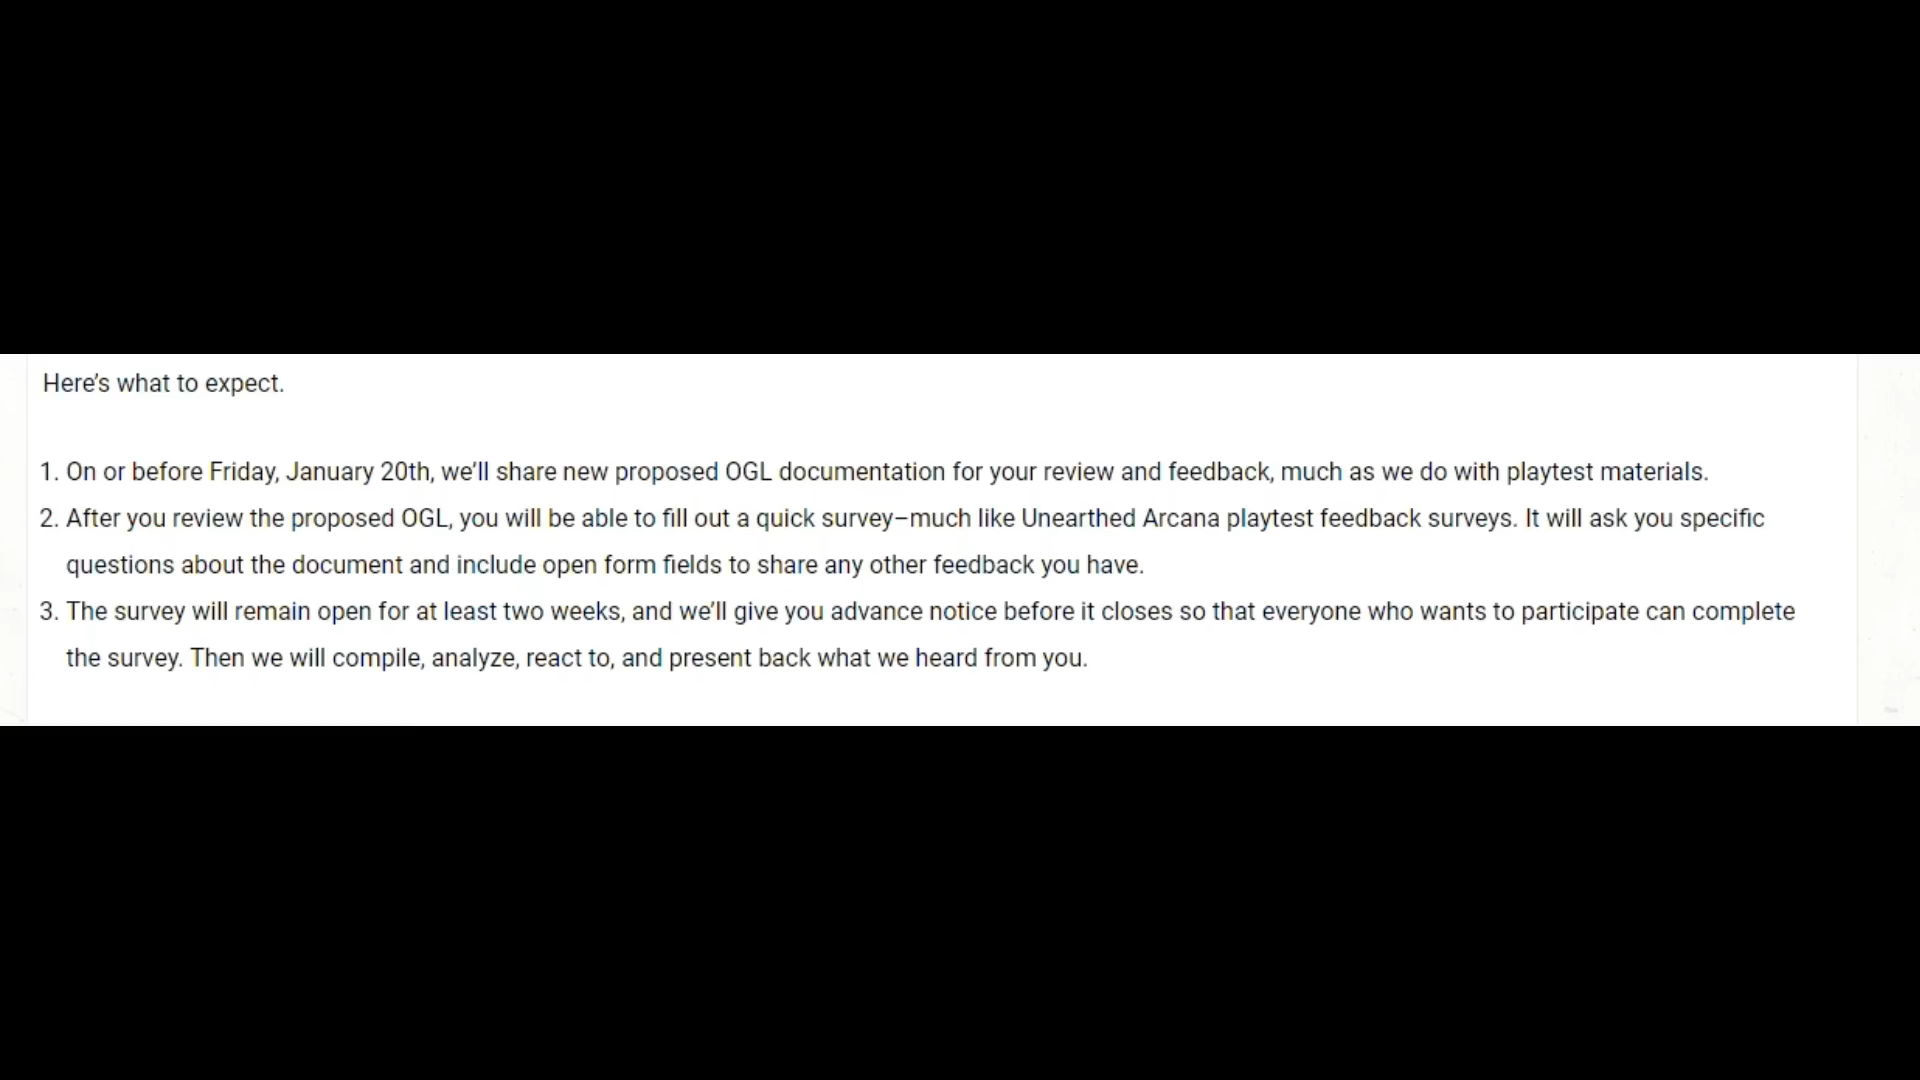 Here's what to expect.
1. On or before Friday, January 20th, we'll share new proposed OGL documentation for your review and feedback, much as we do with playtest materials.
2. After you review the proposed OGL, you will be able to fill out a quick survey–much like Unearthed Arcana playtest feedback surveys. It will ask you specific
questions about the document and include open form fields to share any other feedback you have.
3. The survey will remain open for at least two weeks, and we'll give you advance notice before it closes so that everyone who wants to participate can complete
the survey. Then we will compile, analyze, react to, and present back what we heard from you.